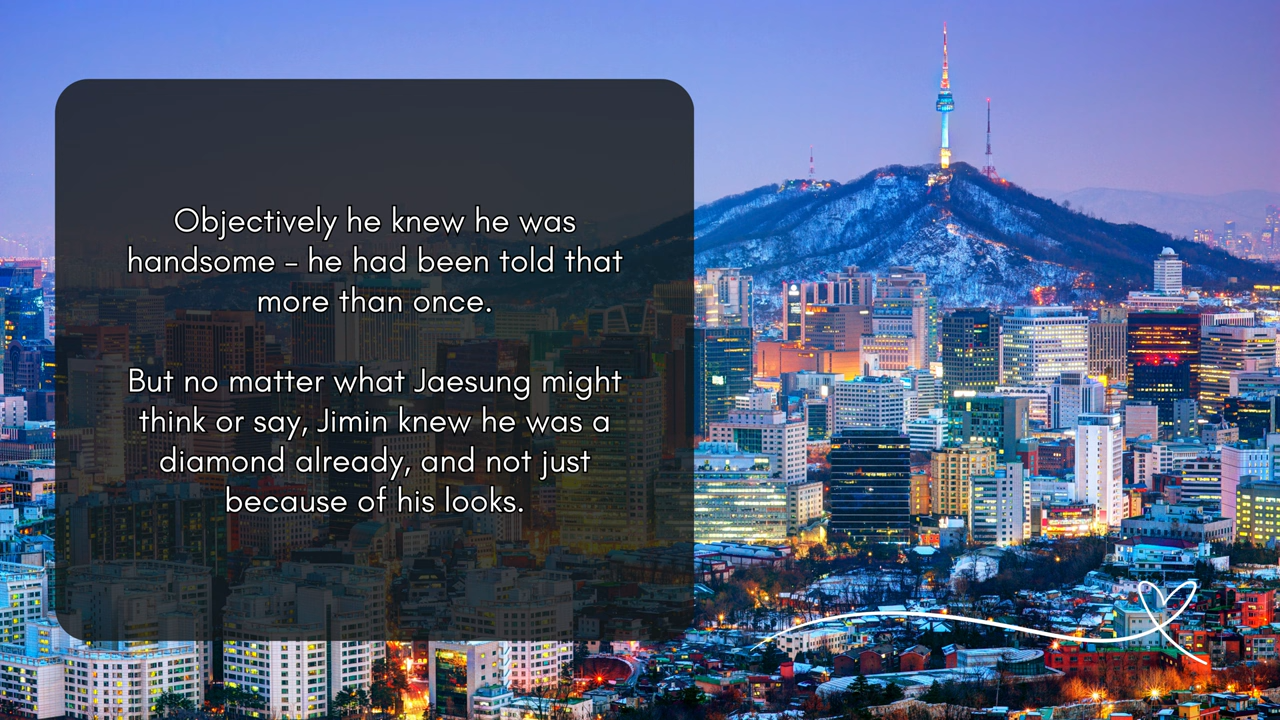 Objectively he knew he was
handsome – he had been told that
more than once.
But no matter what Jaesung might
think or say, Jimin knew he was a
diamond already, and not just
because of his looks.